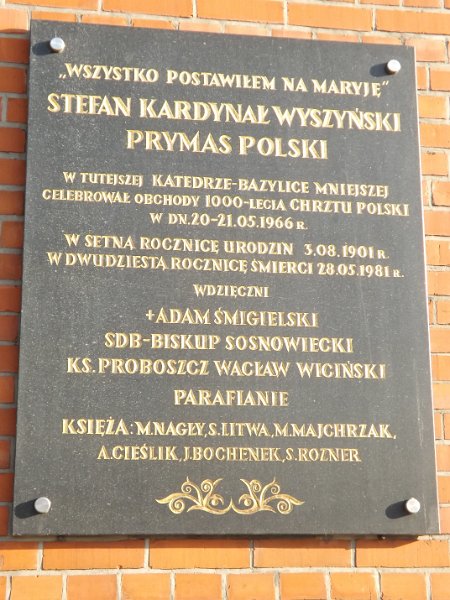 „WSZYSTKO POSTAWIŁEM NA MARYJĘ"
STEFAN KARDYNAŁ WYSZYŃSKI
PRYMAS POLSKI
W TUTEJSZEJ KATEDRZE-BAZYLICE MNIEJSZEJ
CELEBROWAŁ OBCHODY 1000-LECIA CHRZTU POLSKI
W DN. 20-21.05.1966 R.
W SETNĄ ROCZNICĘ URODZIN 3.08.1901 R.
W DWUDZIESTĄ ROCZNICĘ ŚMIERCI 28.05.1981 R.
WDZIĘCZNI
+ADAM ŚMIGIELSKI
SDB-BISKUP SOSNOWIECKI
KS. PROBOSZCZ WACŁAW WICIŃSKI
PARAFIANIE
KSIĘŻA: M.NAGŁY, S.LITWA, M.MAJCHRZAK,
A.CIEŚLIK, J.BOCHENEK, S.ROZNER